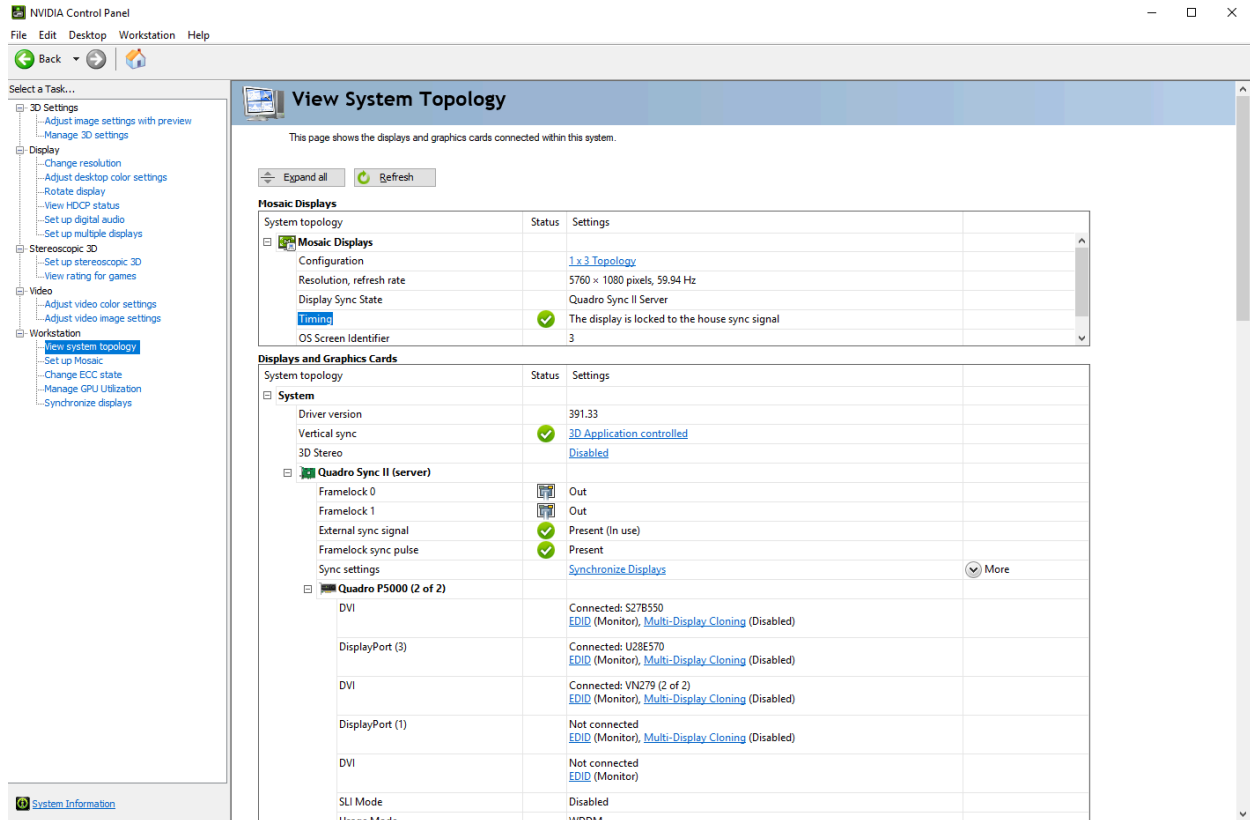 NVIDIA Control Panel
File Edit Desktop Workstation Help
Back
Select a Task...
3D Settings
Adjust image settings with preview
Manage 3D settings
Display
Change resolution
Adjust desktop color settings
Rotate display
View HDCP status
Set up digital audio
Set up multiple displays
Stereoscopic 3D
Set up stereoscopic 3D
View rating for games
Video
Adjust video color settings
Adjust video image settings
Workstation
View system topology
Set up Mosaic
Change ECC state
Manage GPU Utilization
Synchronize displays
System Information
View System Topology
This page shows the displays and graphics cards connected within this system.
Expand all Refresh
Mosaic Displays
System topology Status Settings
Mosaic Displays
Configuration 1 x 3 Topology
Resolution, refresh rate 5760 × 1080 pixels, 59.94 Hz
Display Sync State Quadro Sync II Server
Timing The display is locked to the house sync signal
OS Screen Identifier 3
Displays and Graphics Cards
System topology Status Settings
System
Driver version 391.33
Vertical sync 3D Application controlled
3D Stereo Disabled
Quadro Sync II (server)
Framelock 0 Out
Framelock 1 Out
External sync signal Present (In use)
Framelock sync pulse Present
Sync settings Synchronize Displays More
Quadro P5000 (2 of 2)
DVI Connected: S27B550
EDID (Monitor), Multi-Display Cloning (Disabled)
DisplayPort (3) Connected: U28E570
EDID (Monitor), Multi-Display Cloning (Disabled)
DVI Connected: VN279 (2 of 2)
EDID (Monitor), Multi-Display Cloning (Disabled)
DisplayPort (1) Not connected
EDID (Monitor), Multi-Display Cloning (Disabled)
DVI Not connected
EDID (Monitor)
SLI Mode Disabled
Usage Mode WDDM